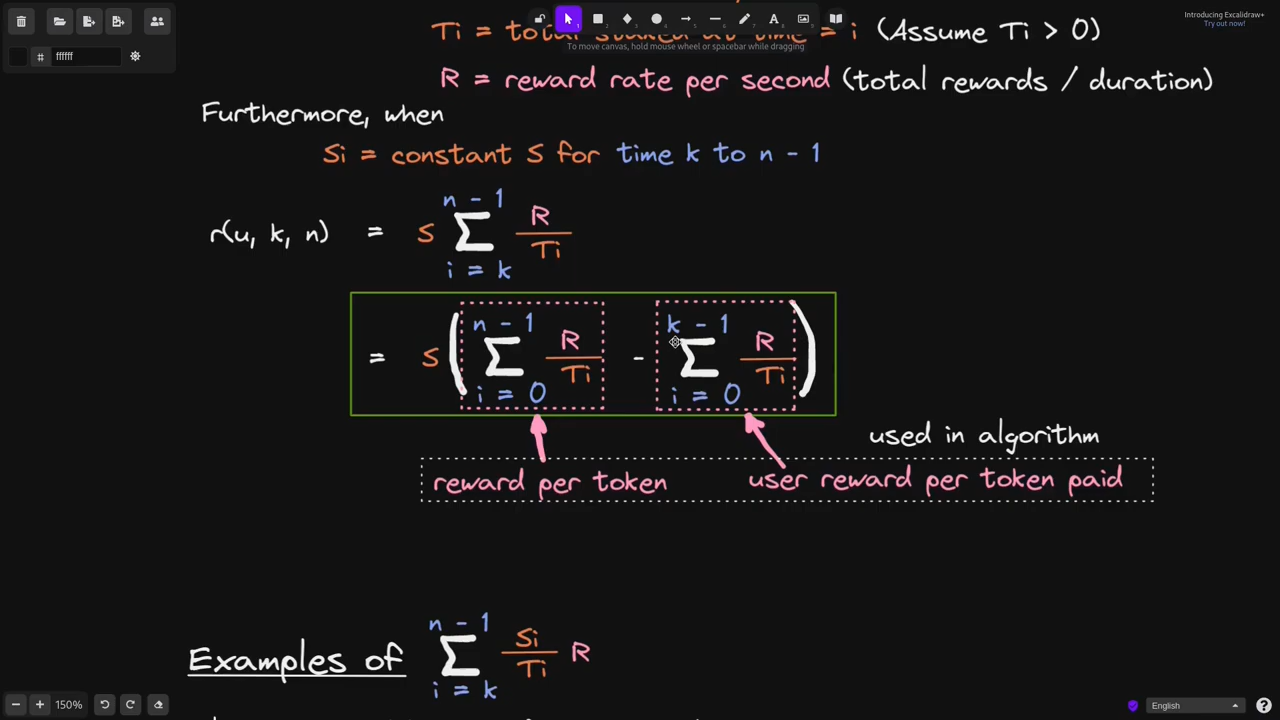 Introducing Excalidraw+
Try out now!
# ffffff
Ti = total staked at time = i (Assume Ti > 0)
To move canvas, hold mouse wheel or spacebar while dragging
R = reward rate per second (total rewards / duration)
Furthermore, when
Si = constant S for time k to n - 1
n - 1
r(u, k, n) = S Σ R
Ti
i = k
n - 1 k - 1
= S ( Σ R - Σ R )
Ti Ti
i = 0 i = 0
used in algorithm
reward per token user reward per token paid
n - 1
Examples of Σ Si R
Ti
i = k
150%
English